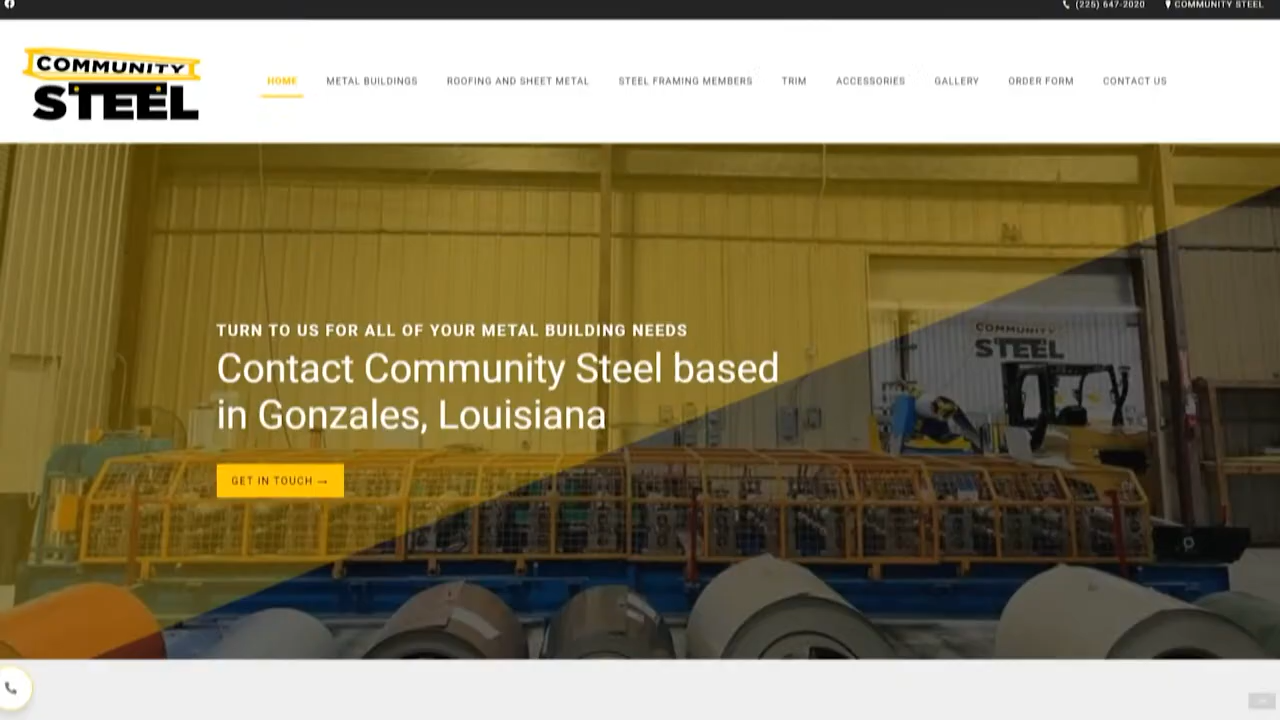 (225) 647-2020
COMMUNITY STEEL
COMMUNITY
STEEL
HOME
METAL BUILDINGS
ROOFING AND SHEET METAL
STEEL FRAMING MEMBERS
TRIM
ACCESSORIES
GALLERY
ORDER FORM
CONTACT US
COMMUNITY
STEEL
TURN TO US FOR ALL OF YOUR METAL BUILDING NEEDS
Contact Community Steel based
in Gonzales, Louisiana
GET IN TOUCH →